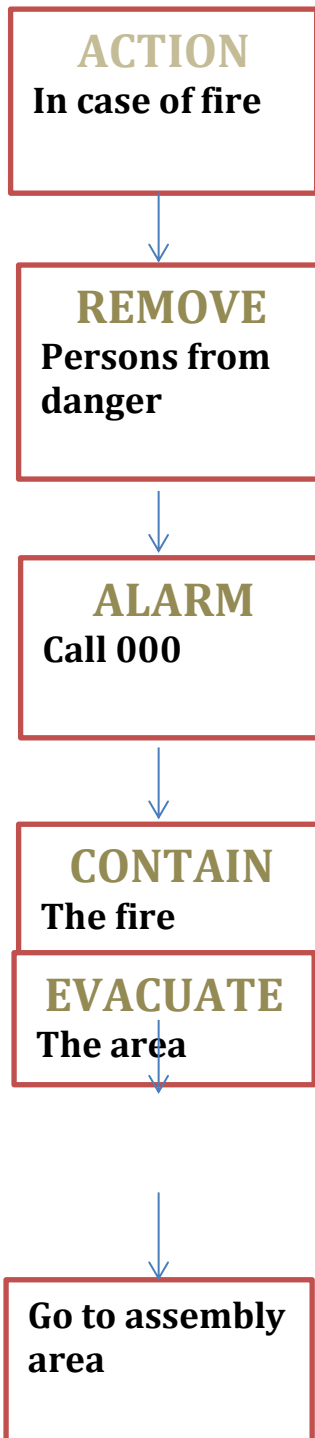 ACTION
In case of fire
REMOVE
Persons from
danger
ALARM
Call 000
CONTAIN
The fire
EVACUATE
The area
Go to assembly
area